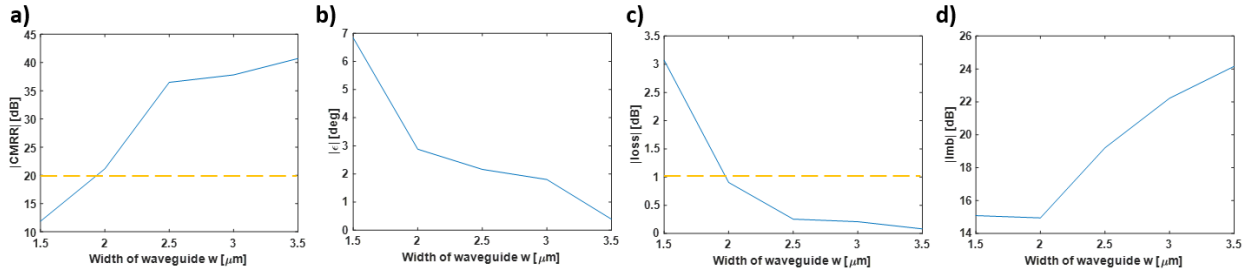 a)
45
40
35
30
25
20
15
10
|CMRR| [dB]
1.5 2 2.5 3 3.5
Width of waveguide w [μm]
b)
7
6
5
4
3
2
1
0
|ϵ| [deg]
1.5 2 2.5 3 3.5
Width of waveguide w [μm]
c)
3.5
3
2.5
2
1.5
1
0.5
0
|loss| [dB]
1.5 2 2.5 3 3.5
Width of waveguide w [μm]
d)
26
24
22
20
18
16
14
|Imb| [dB]
1.5 2 2.5 3 3.5
Width of waveguide w [μm]